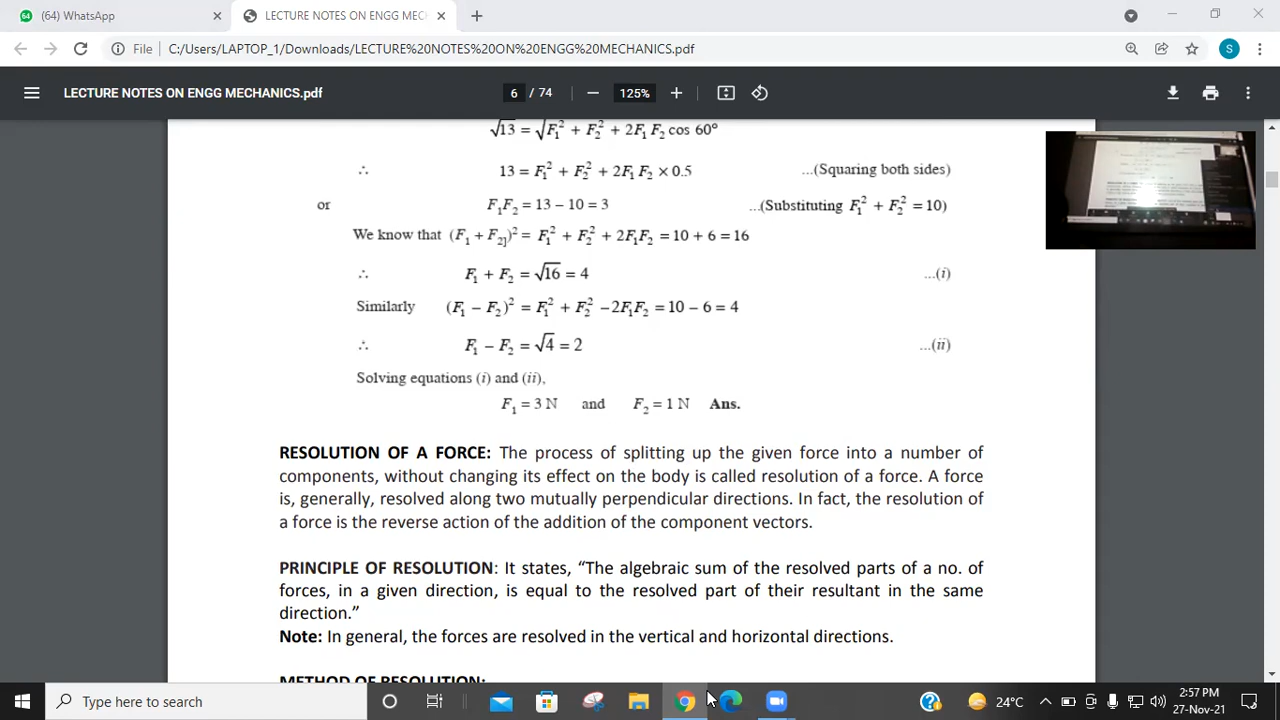 (64) WhatsApp
LECTURE NOTES ON ENGG MEC
File C:/Users/LAPTOP_1/Downloads/LECTURE%20NOTES%20ON%20ENGG%20MECHANICS.pdf
S
LECTURE NOTES ON ENGG MECHANICS.pdf
6 / 74
125%
√13 = √F₁² + F₂² + 2F₁ F₂ cos 60°
∴ 13 = F₁² + F₂² + 2F₁ F₂ × 0.5 ...(Squaring both sides)
or F₁F₂ = 13 – 10 = 3 ...(Substituting F₁² + F₂² = 10)
We know that (F₁ + F₂])² = F₁² + F₂² + 2F₁F₂ = 10 + 6 = 16
∴ F₁ + F₂ = √16 = 4 ...(i)
Similarly (F₁ – F₂)² = F₁² + F₂² –2F₁F₂ = 10 – 6 = 4
∴ F₁ – F₂ = √4 = 2 ...(ii)
Solving equations (i) and (ii),
F₁ = 3 N and F₂ = 1 N Ans.
RESOLUTION OF A FORCE: The process of splitting up the given force into a number of
components, without changing its effect on the body is called resolution of a force. A force
is, generally, resolved along two mutually perpendicular directions. In fact, the resolution of
a force is the reverse action of the addition of the component vectors.
PRINCIPLE OF RESOLUTION: It states, “The algebraic sum of the resolved parts of a no. of
forces, in a given direction, is equal to the resolved part of their resultant in the same
direction.”
Note: In general, the forces are resolved in the vertical and horizontal directions.
METHOD OF RESOLUTION:
Type here to search
24°C
2:57 PM
27-Nov-21